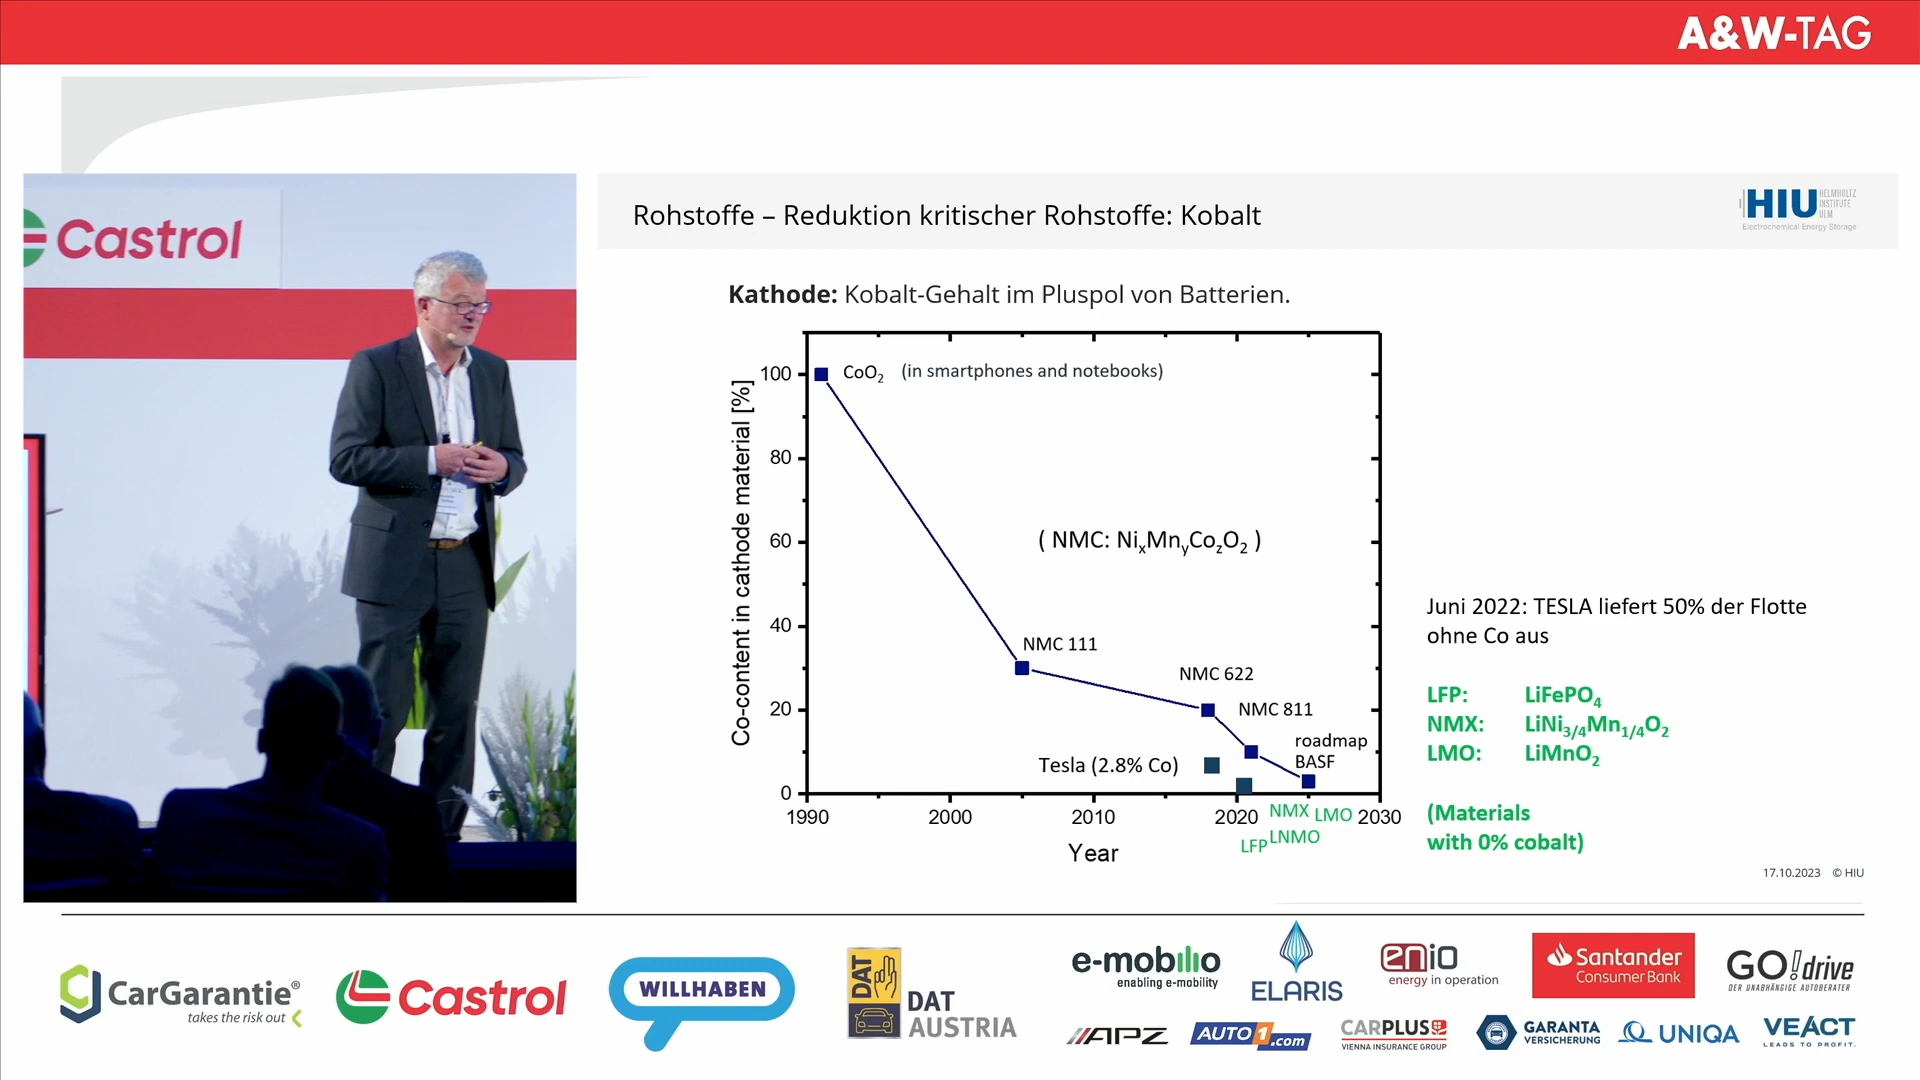 A&W-TAG
Castrol
Rohstoffe – Reduktion kritischer Rohstoffe: Kobalt
HIU
HELMHOLTZ
INSTITUTE
ULM
Electrochemical Energy Storage
Kathode: Kobalt-Gehalt im Pluspol von Batterien.
Co-content in cathode material [%]
100
80
60
40
20
0
CoO₂ (in smartphones and notebooks)
( NMC: NiₓMnᵧCo_zO₂ )
NMC 111
NMC 622
NMC 811
roadmap
BASF
Tesla (2.8% Co)
1990
2000
2010
2020
2030
NMX
LMO
LNMO
LFP
Year
Juni 2022: TESLA liefert 50% der Flotte
ohne Co aus
LFP: LiFePO₄
NMX: LiNi₃/₄Mn₁/₄O₂
LMO: LiMnO₂
(Materials
with 0% cobalt)
17.10.2023 © HIU
CarGarantie®
takes the risk out
Castrol
WILLHABEN
DAT
DAT
AUSTRIA
e-mobilio
enabling e-mobility
ELARIS
enio
energy in operation
Santander
Consumer Bank
GO!drive
DER UNABHÄNGIGE AUTOBERATER
APZ
AUTO1.com
CARPLUS
VIENNA INSURANCE GROUP
GARANTA
VERSICHERUNG
UNIQA
VEACT
LEADS TO PROFIT.